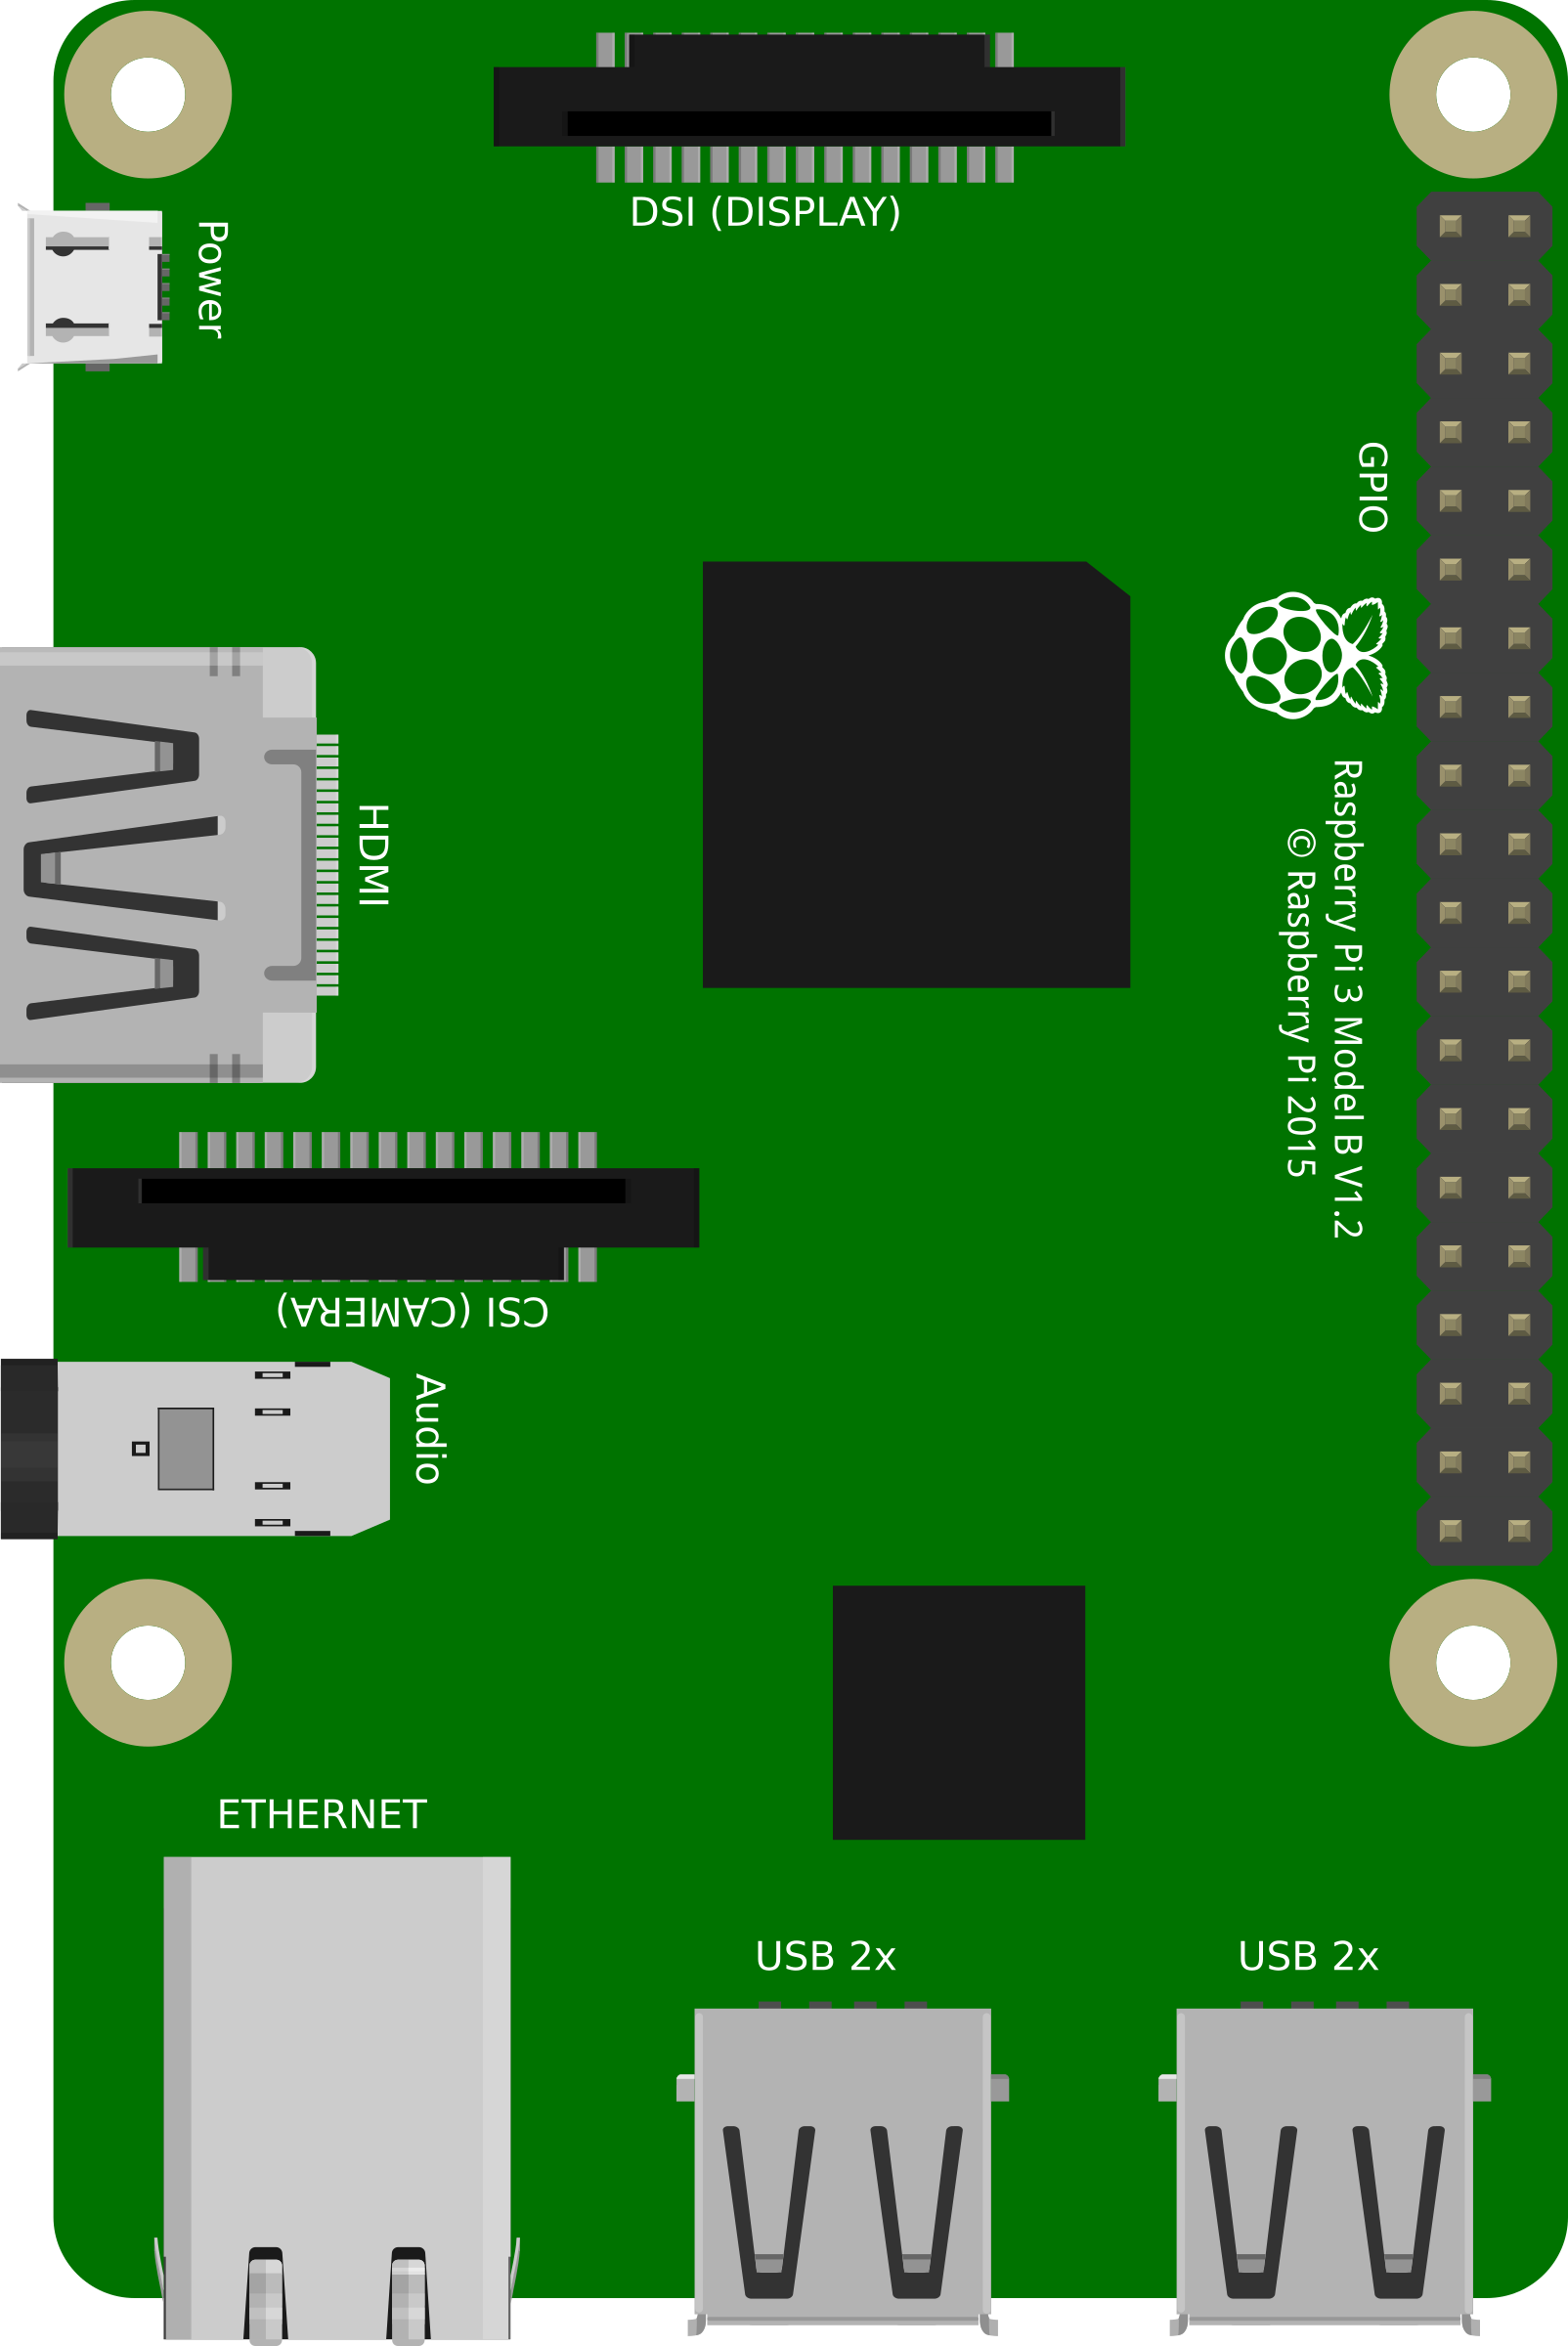 DSI (DISPLAY)
Power
GPIO
HDMI
Raspberry Pi 3 Model B V1.2
© Raspberry Pi 2015
CSI (CAMERA)
Audio
ETHERNET
USB 2x
USB 2x